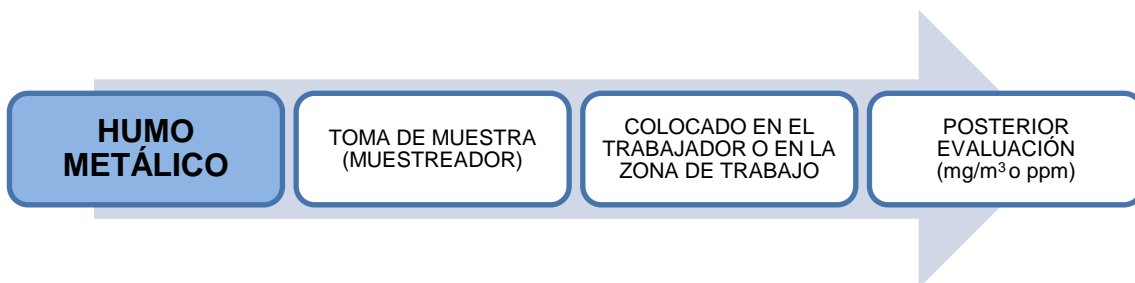 HUMO
METÁLICO
TOMA DE MUESTRA
(MUESTREADOR)
COLOCADO EN EL
TRABAJADOR O EN LA
ZONA DE TRABAJO
POSTERIOR
EVALUACIÓN
(mg/m³ o ppm)